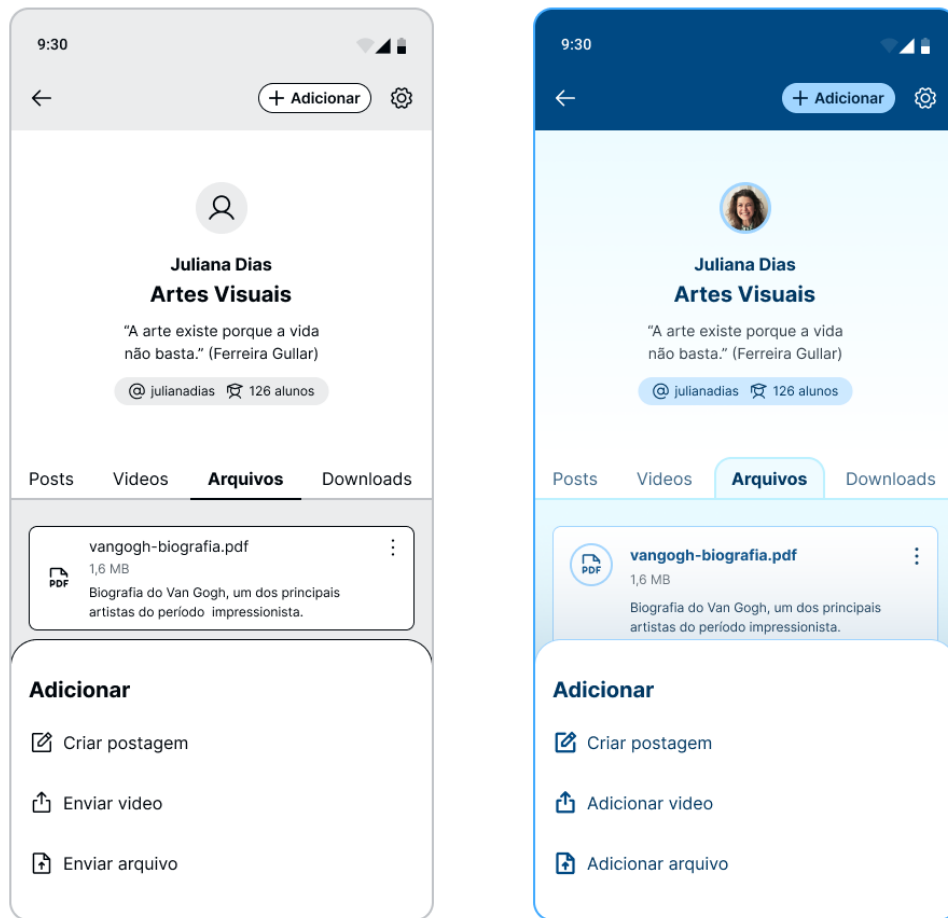 9:30
+ Adicionar
Juliana Dias
Artes Visuais
“A arte existe porque a vida
não basta.” (Ferreira Gullar)
@ julianadias 126 alunos
Posts Videos Arquivos Downloads
vangogh-biografia.pdf
1,6 MB
PDF
Biografia do Van Gogh, um dos principais
artistas do período impressionista.
Adicionar
Criar postagem
Enviar video
Enviar arquivo
9:30
+ Adicionar
Juliana Dias
Artes Visuais
“A arte existe porque a vida
não basta.” (Ferreira Gullar)
@ julianadias 126 alunos
Posts Videos Arquivos Downloads
vangogh-biografia.pdf
PDF
1,6 MB
Biografia do Van Gogh, um dos principais
artistas do período impressionista.
Adicionar
Criar postagem
Adicionar video
Adicionar arquivo